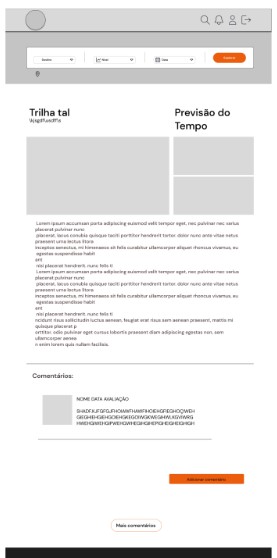 Trilha tal
Previsão do
Tempo
Lorem ipsum accumsan porta adipiscing euismod velit tempor eget, nec pulvinar nec varius
placerat pulvinar nunc
placerat, lacus conubia quisque taciti porttitor hendrerit tortor dolor nunc ante vitae netus
praesent urna lectus litora
inceptos senectus, mi himenaeos sit felis curabitur ullamcorper aliquet rhoncus vivamus, eu
egestas suspendisse habit
ant
nisi placerat hendrerit. nunc felis ti
Lorem ipsum accumsan porta adipiscing euismod velit tempor eget, nec pulvinar nec varius
placerat pulvinar nunc
placerat, lacus conubia quisque taciti porttitor hendrerit tortor dolor nunc ante vitae netus
praesent urna lectus litora
inceptos senectus, mi himenaeos sit felis curabitur ullamcorper aliquet rhoncus vivamus, eu
egestas suspendisse habit
ant
nisi placerat hendrerit. nunc felis ti
ncidunt risus sollicitudin luctus aenean, feugiat erat risus sem aenean praesent, mattis mi
quisque placerat p
orttitor. odio pulvinar eget cursus lobortis praesent diam adipiscing egestas non, sem
ullamcorper aenea
n enim lorem quis nullam facilisis.
Comentários:
NOME DATA AVALIAÇÃO
Adicionar comentário
Mais comentários